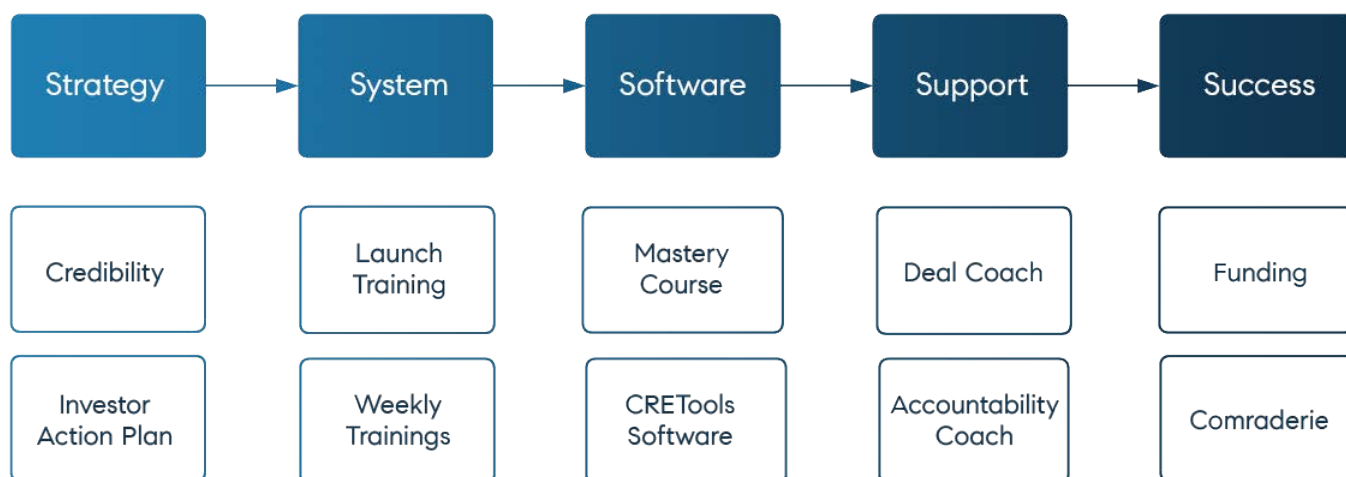 Strategy
System
Software
Support
Success
Credibility
Launch
Training
Mastery
Course
Deal Coach
Funding
Investor
Action Plan
Weekly
Trainings
CRETools
Software
Accountability
Coach
Comraderie